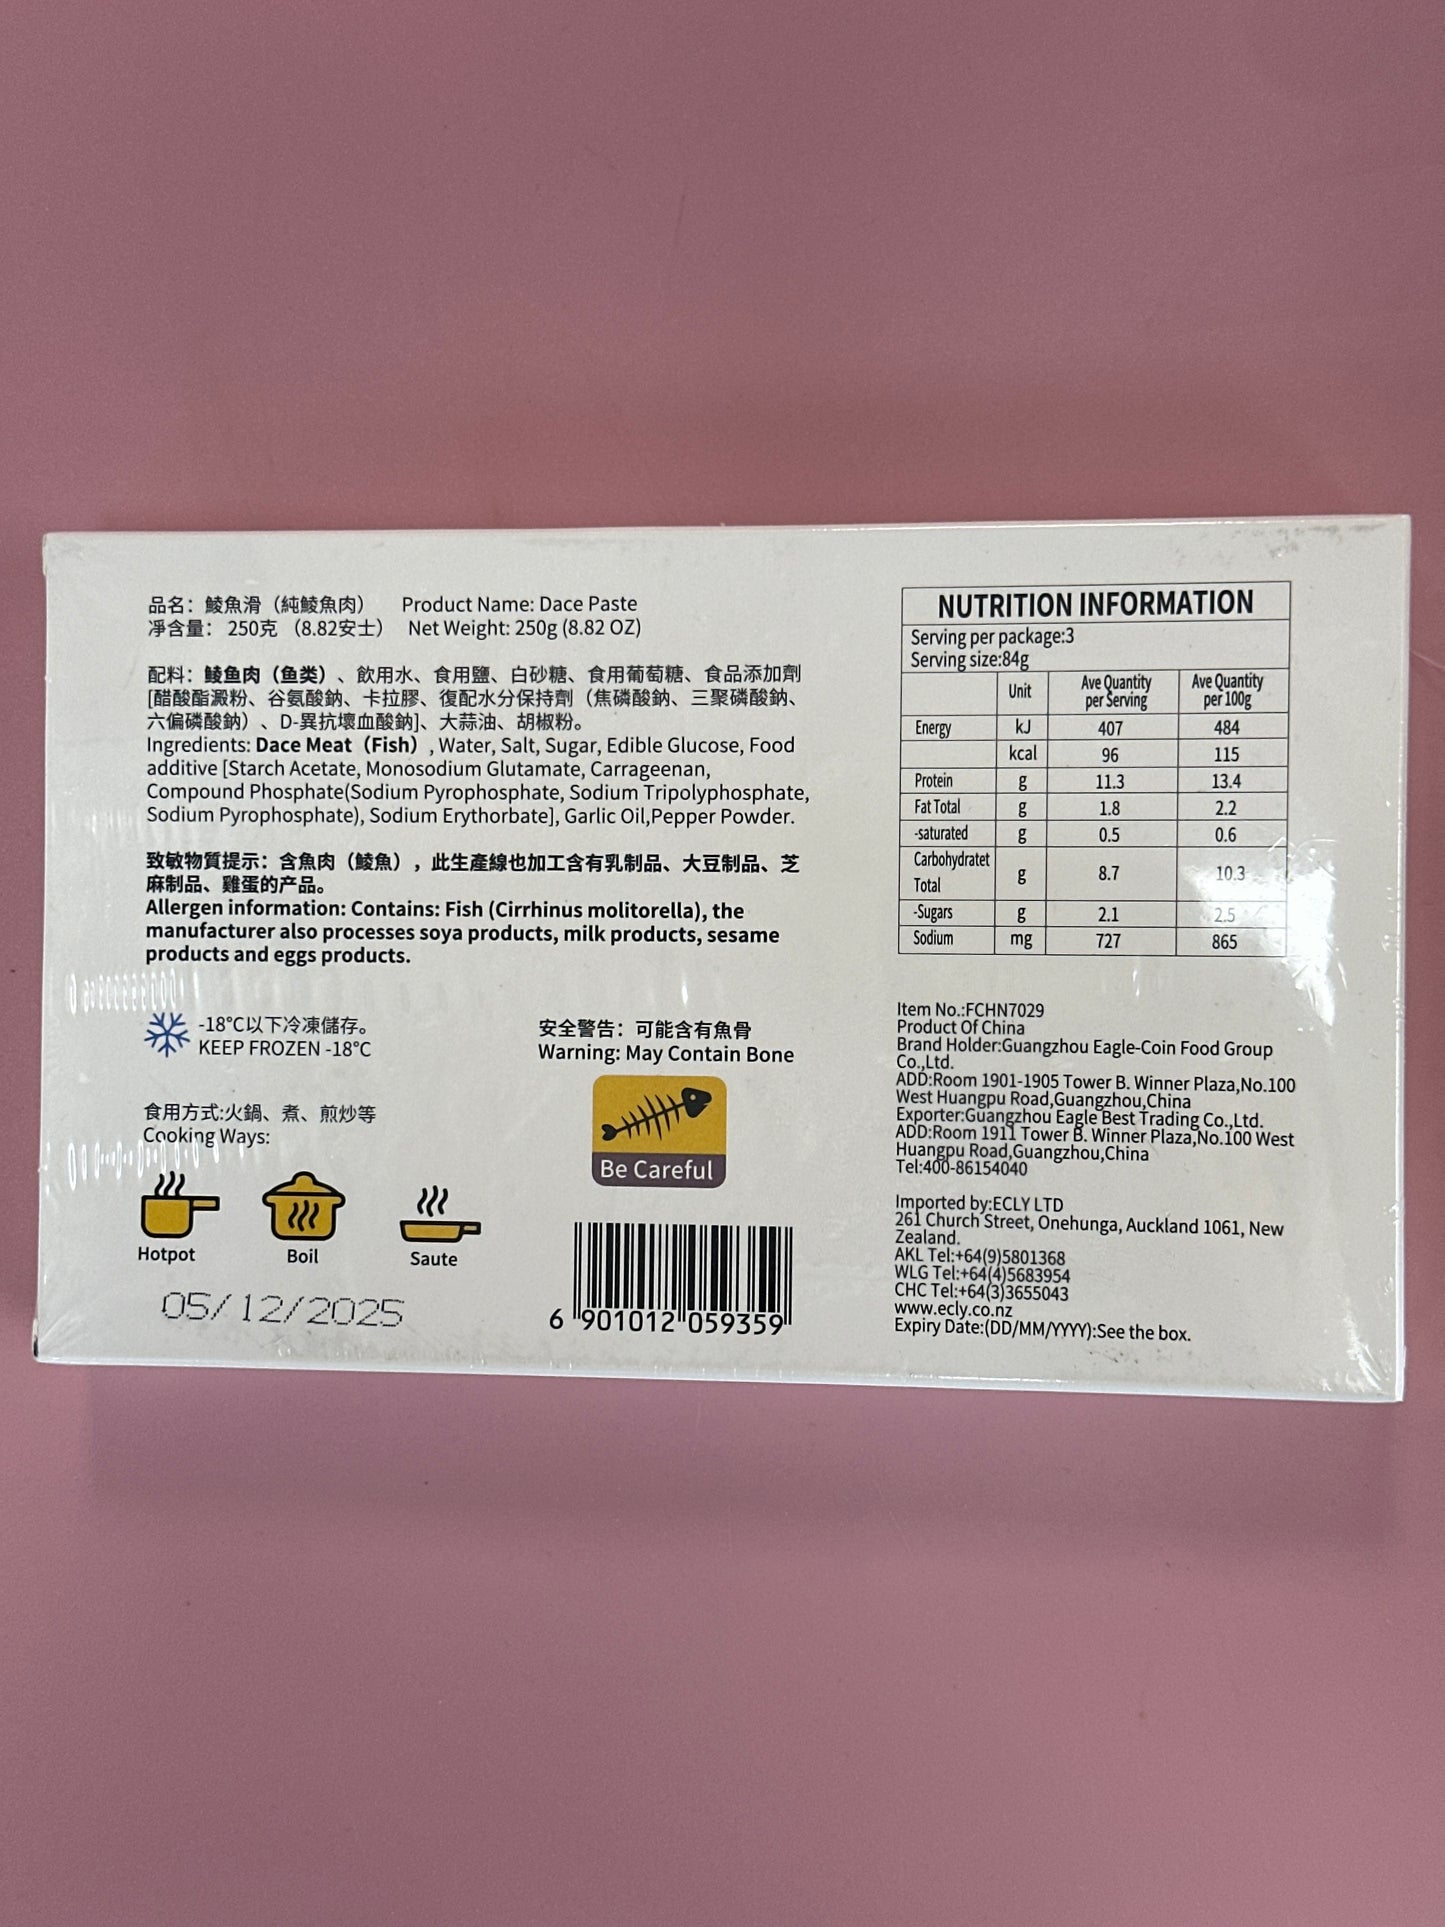 品名：鯪魚滑（純鯪魚肉） Product Name: Dace Paste
凈含量： 250克 （8.82安士） Net Weight: 250g (8.82 OZ)
配料：鲮鱼肉（鱼类）、飲用水、食用鹽、白砂糖、食用葡萄糖、食品添加劑
[醋酸酯澱粉、谷氨酸鈉、卡拉膠、復配水分保持劑（焦磷酸鈉、三聚磷酸鈉、
六偏磷酸鈉）、D-異抗壞血酸鈉]、大蒜油、胡椒粉。
Ingredients: Dace Meat（Fish）, Water, Salt, Sugar, Edible Glucose, Food
additive [Starch Acetate, Monosodium Glutamate, Carrageenan,
Compound Phosphate(Sodium Pyrophosphate, Sodium Tripolyphosphate,
Sodium Pyrophosphate), Sodium Erythorbate], Garlic Oil,Pepper Powder.
致敏物質提示：含魚肉（鯪魚），此生產線也加工含有乳制品、大豆制品、芝
麻制品、雞蛋的产品。
Allergen information: Contains: Fish (Cirrhinus molitorella), the
manufacturer also processes soya products, milk products, sesame
products and eggs products.
-18℃以下冷凍儲存。
KEEP FROZEN -18℃
食用方式:火鍋、煮、煎炒等
Cooking Ways:
Hotpot Boil Saute
05/12/2025
安全警告：可能含有魚骨
Warning: May Contain Bone
Be Careful
6 901012 059359
NUTRITION INFORMATION
Serving per package:3
Serving size:84g
Unit Ave Quantity per Serving Ave Quantity per 100g
Energy kJ 407 484
kcal 96 115
Protein g 11.3 13.4
Fat Total g 1.8 2.2
-saturated g 0.5 0.6
Carbohydratet Total g 8.7 10.3
-Sugars g 2.1 2.5
Sodium mg 727 865
Item No.:FCHN7029
Product Of China
Brand Holder:Guangzhou Eagle-Coin Food Group
Co.,Ltd.
ADD:Room 1901-1905 Tower B. Winner Plaza,No.100
West Huangpu Road,Guangzhou,China
Exporter:Guangzhou Eagle Best Trading Co.,Ltd.
ADD:Room 1911 Tower B. Winner Plaza,No.100 West
Huangpu Road,Guangzhou,China
Tel:400-86154040
Imported by:ECLY LTD
261 Church Street, Onehunga, Auckland 1061, New
Zealand.
AKL Tel:+64(9)5801368
WLG Tel:+64(4)5683954
CHC Tel:+64(3)3655043
www.ecly.co.nz
Expiry Date:(DD/MM/YYYY):See the box.